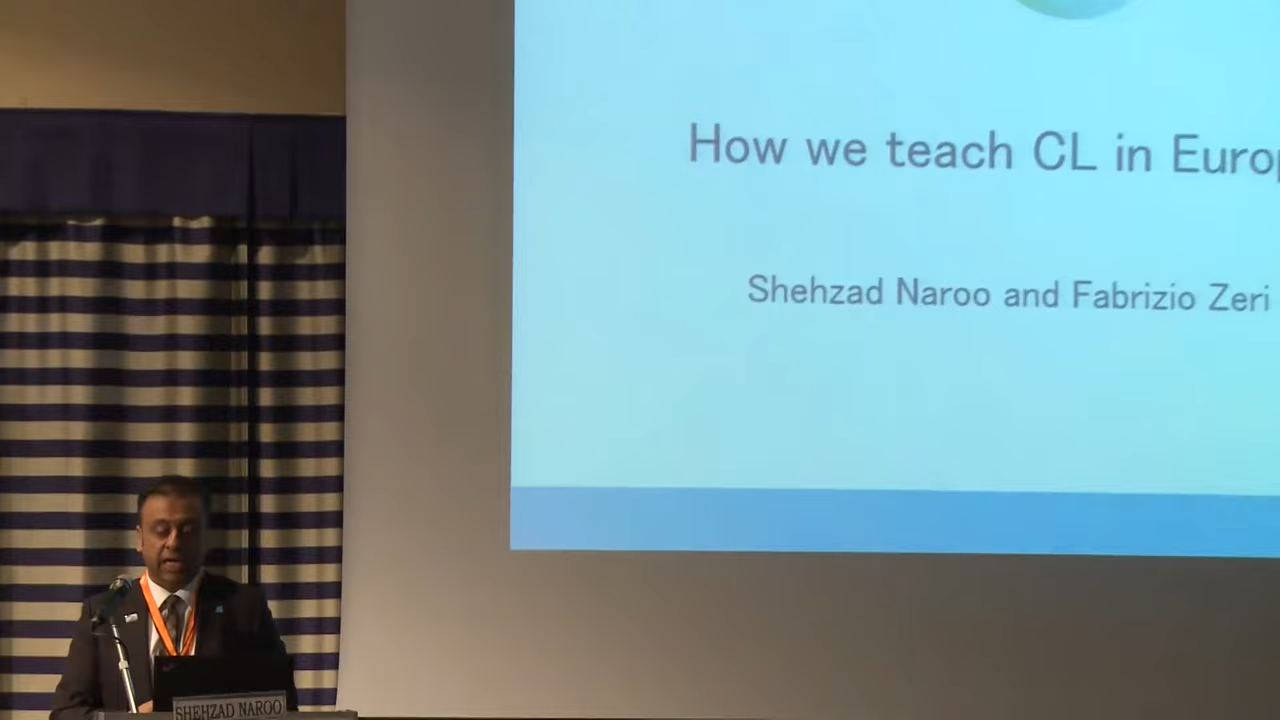 How we teach CL in Europ
Shehzad Naroo and Fabrizio Zeri
SHEHZAD NAROO